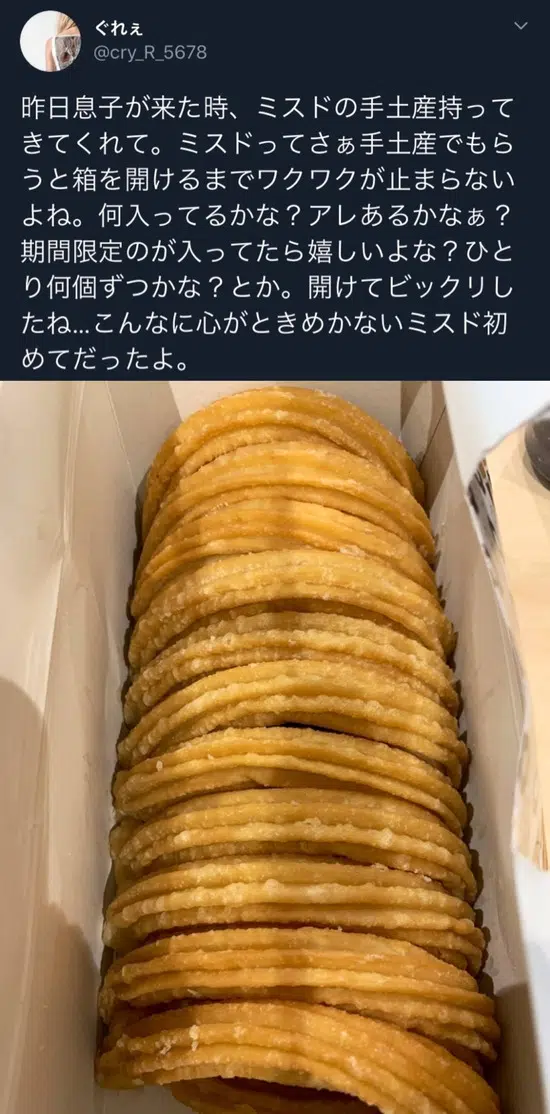 ぐれぇ
@cry_R_5678
昨日息子が来た時、ミスドの手土産持って
きてくれて。ミスドってさぁ手土産でもら
うと箱を開けるまでワクワクが止まらない
よね。何入ってるかな？アレあるかなぁ？
期間限定のが入ってたら嬉しいよな？ひと
り何個ずつかな？とか。開けてビックリし
たね...こんなに心がときめかないミスド初
めてだったよ。